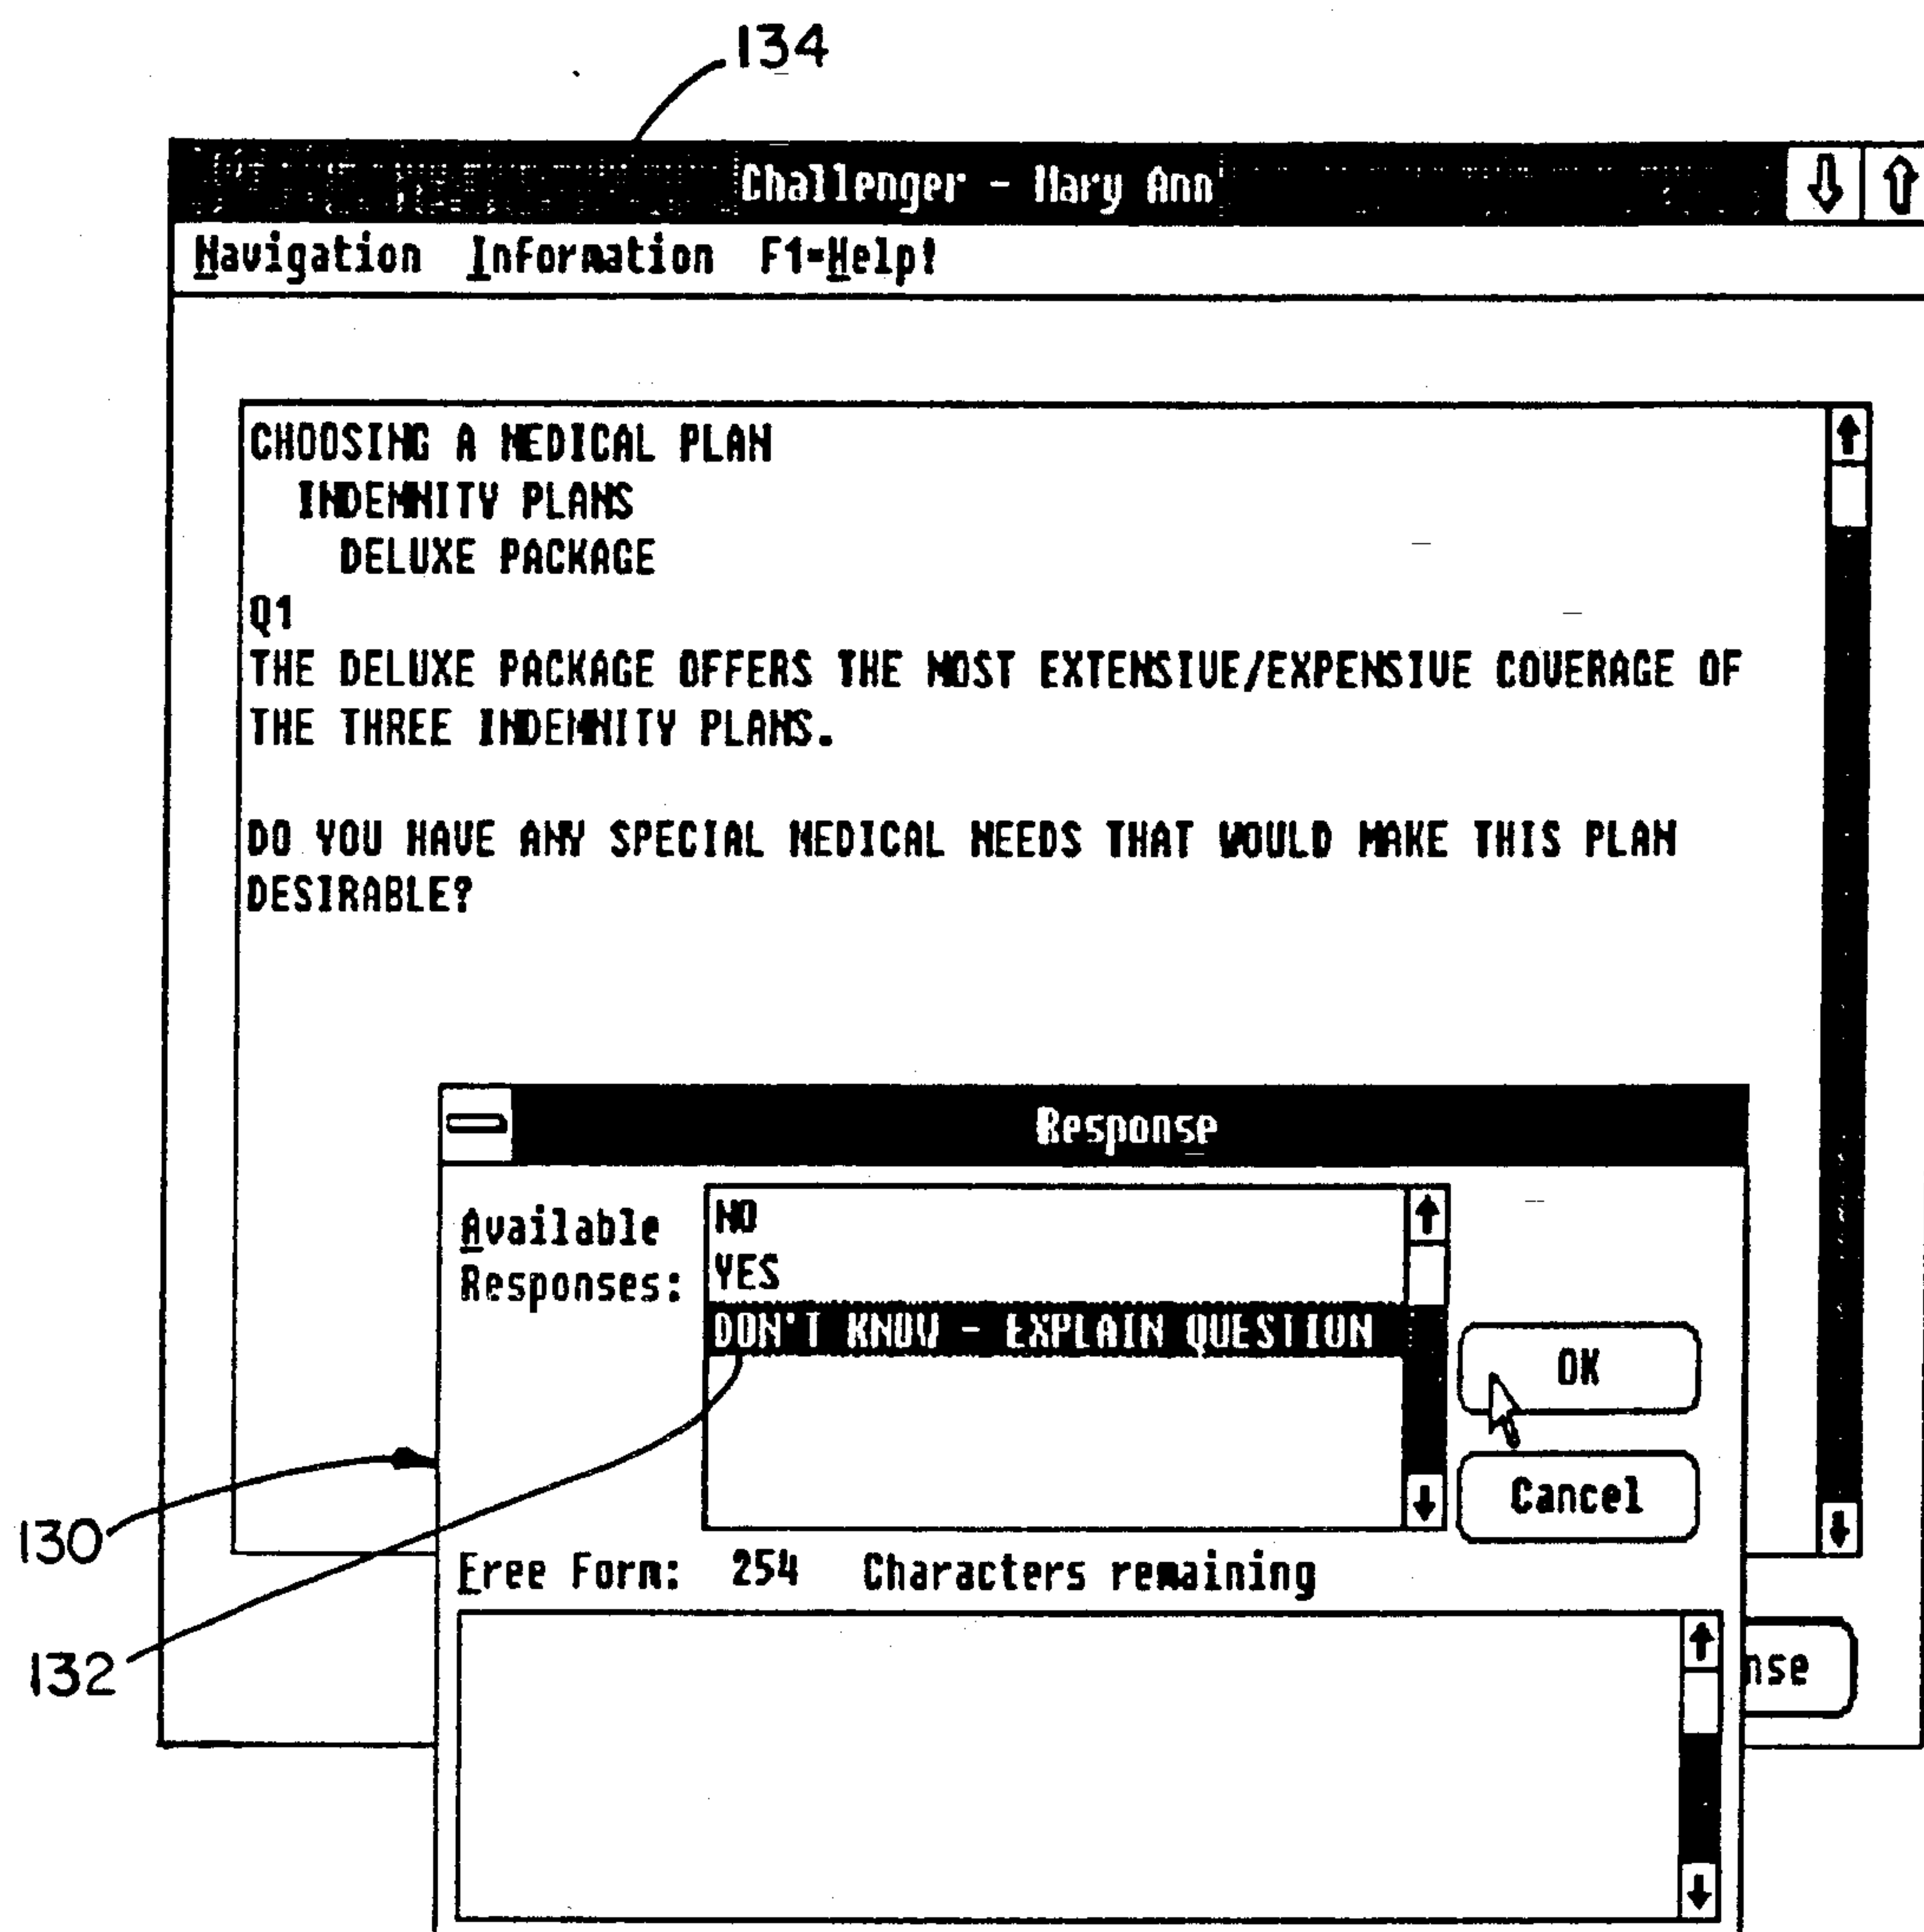 134
Challenger - Mary Ann
Navigation Information F1=Help!
CHOOSING A MEDICAL PLAN
INDEMNITY PLANS
DELUXE PACKAGE
Q1
THE DELUXE PACKAGE OFFERS THE MOST EXTENSIVE/EXPENSIVE COVERAGE OF
THE THREE INDEMNITY PLANS.
DO YOU HAVE ANY SPECIAL MEDICAL NEEDS THAT WOULD MAKE THIS PLAN
DESIRABLE?
Response
Available
Responses:
NO
YES
DON'T KNOW - EXPLAIN QUESTION
OK
Cancel
130
Free Form: 254 Characters remaining
132
nse